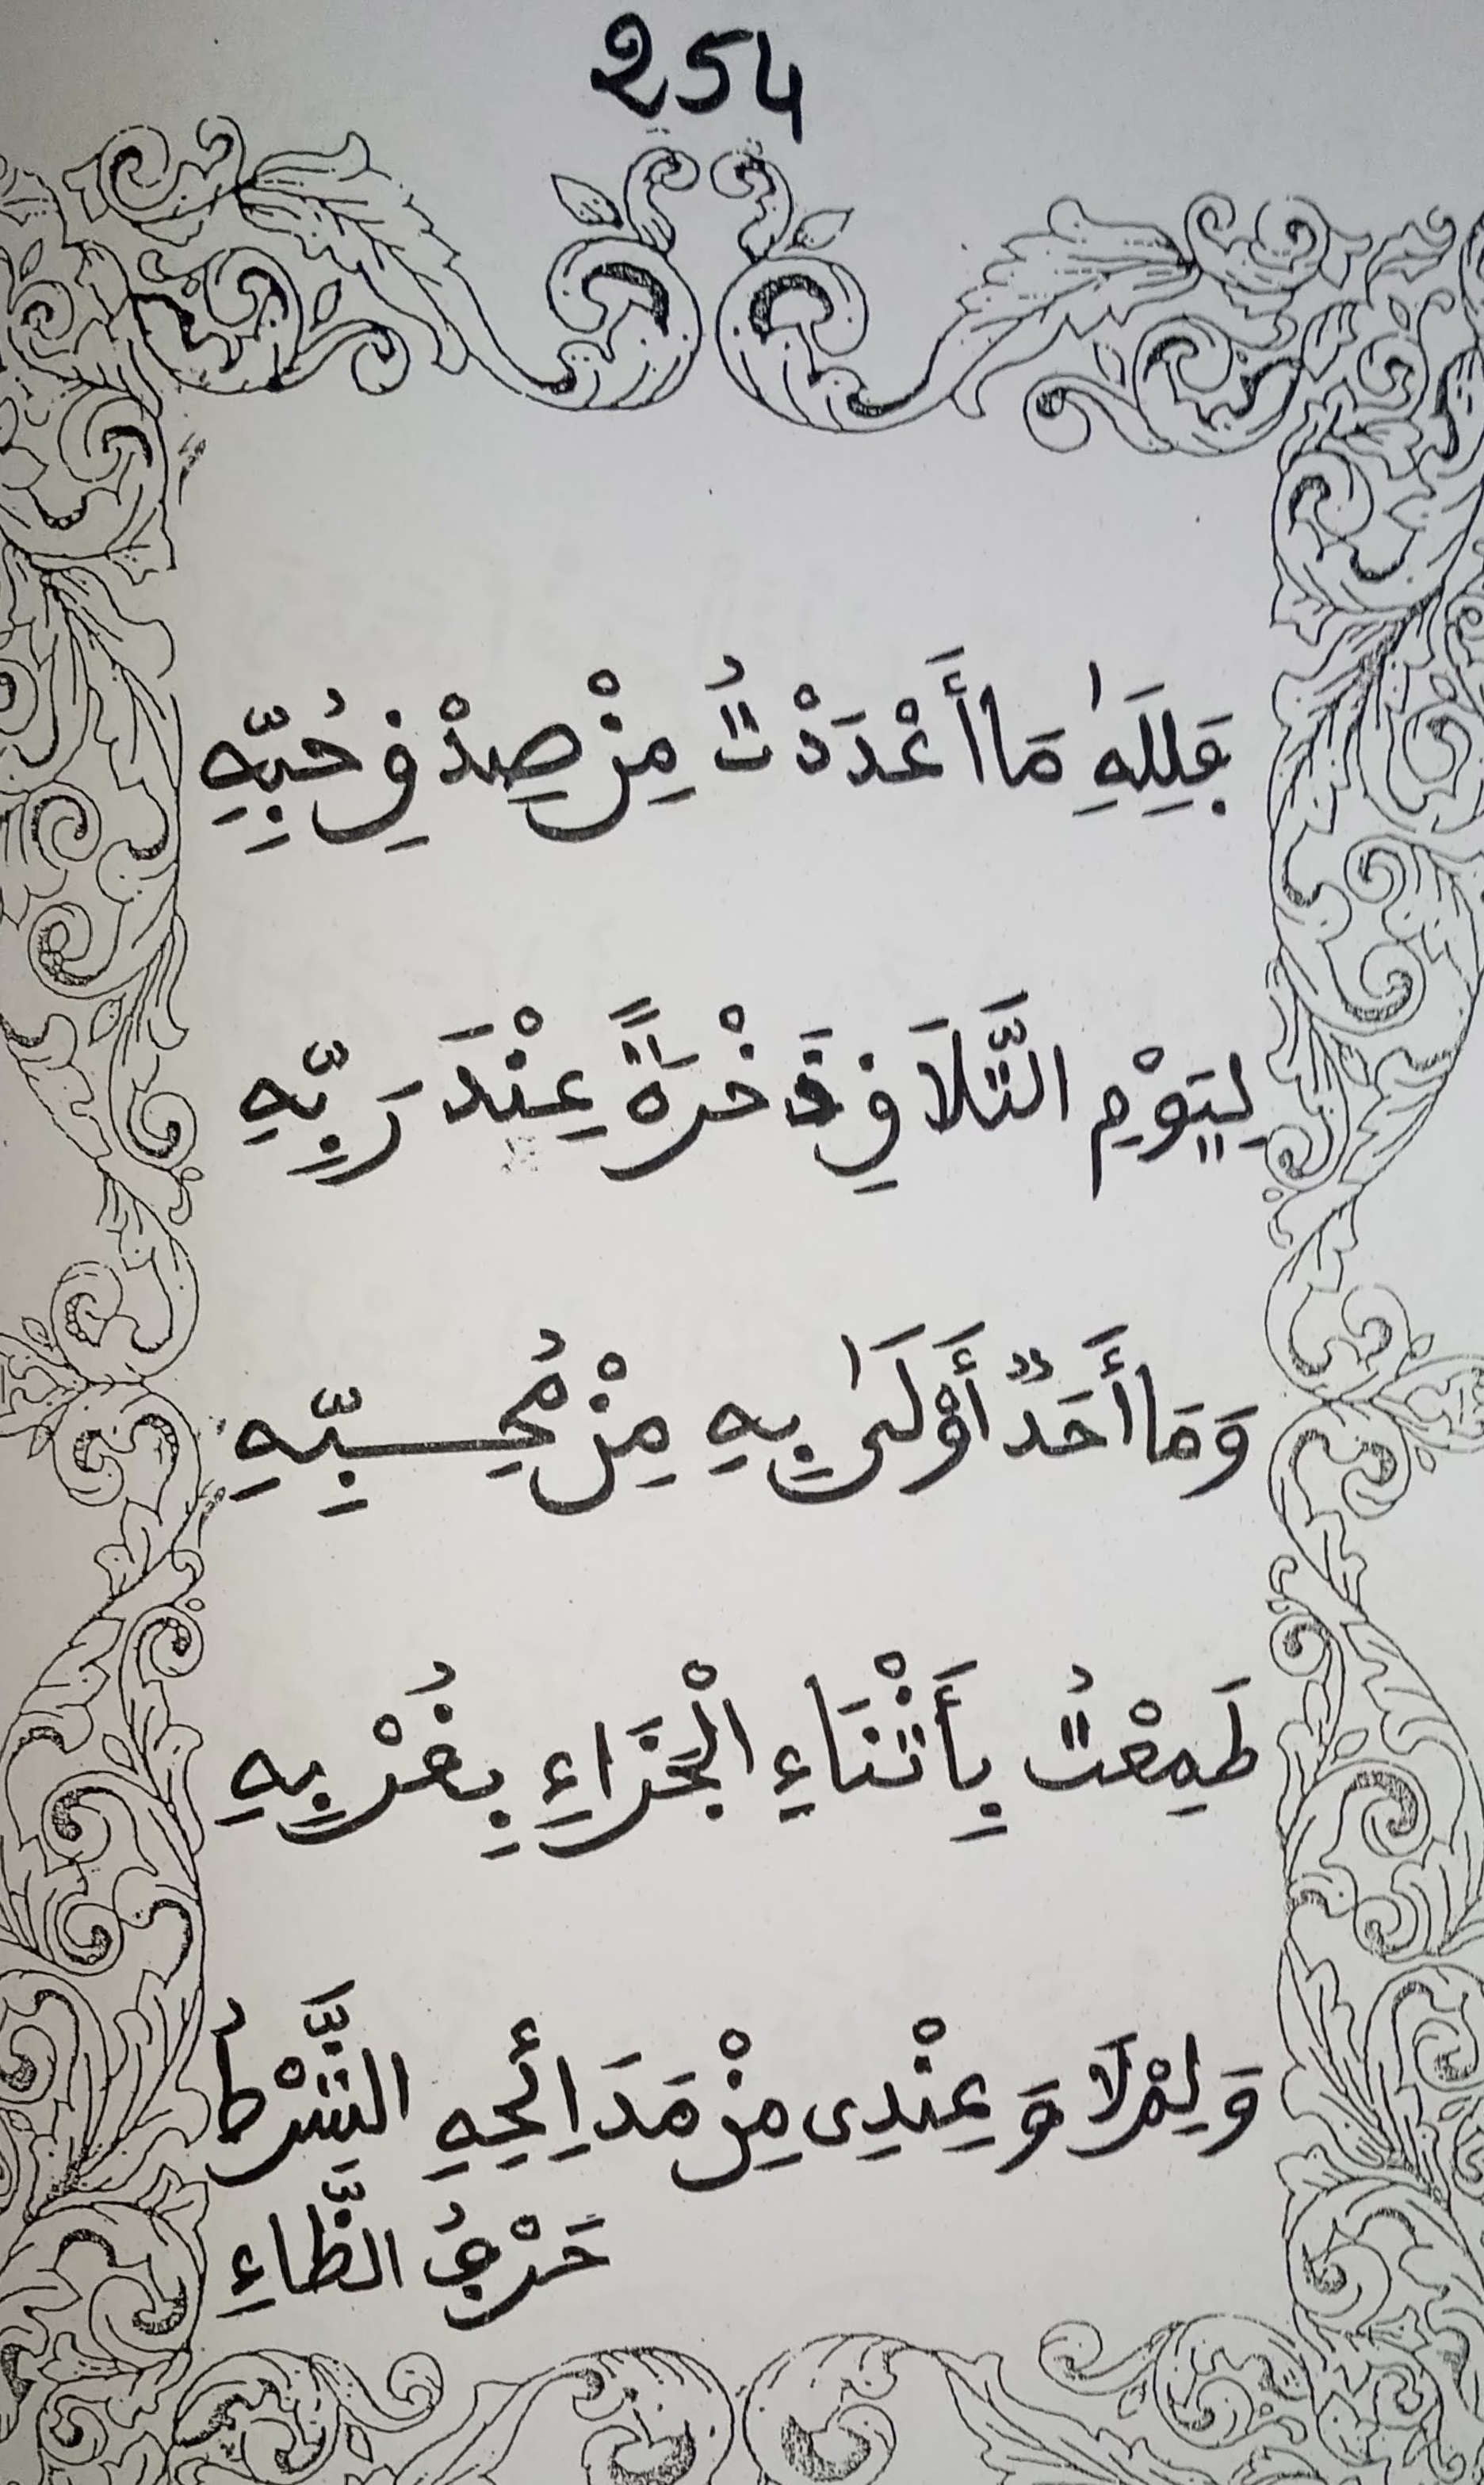 254
فَلِلَّهِ مَا أَعْدَدْتُ مِنْ صِدْقِ حُبِّهِ
لِيَوْمِ التَّلَاقِ ذَخْرَةً عِنْدَ رَبِّهِ
وَمَا أَحَدٌ أَوْلَىٰ بِهِ مِنْ مُحِبِّهِ
طَمِعْتُ بِأَثْنَاءِ الْجَزَاءِ بِقُرْبِهِ
وَلِمْ لَا وَعِنْدِى مِنْ مَدَائِحِهِ الشَّرْطُ
حَرْفُ الظَّاءِ